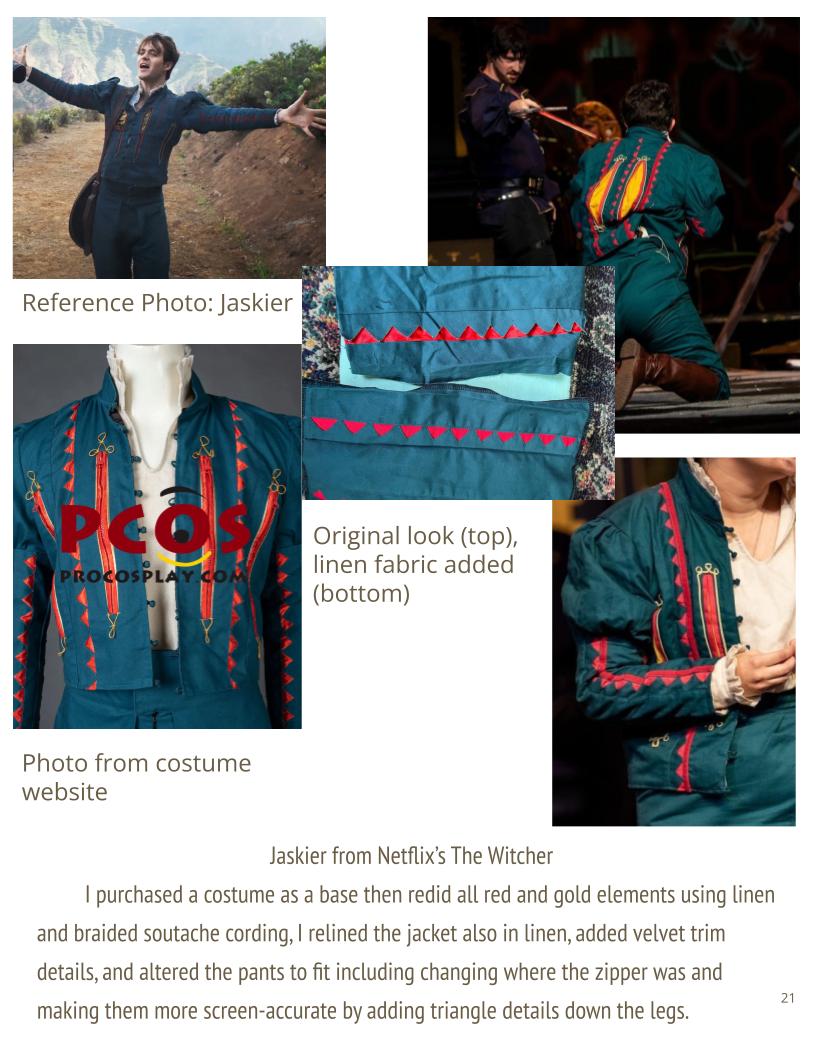 Reference Photo: Jaskier
PCOS
PROCOSPLAY.COM
Original look (top),
linen fabric added
(bottom)
Photo from costume
website
Jaskier from Netflix’s The Witcher
I purchased a costume as a base then redid all red and gold elements using linen
and braided soutache cording, I relined the jacket also in linen, added velvet trim
details, and altered the pants to fit including changing where the zipper was and
making them more screen-accurate by adding triangle details down the legs.
21